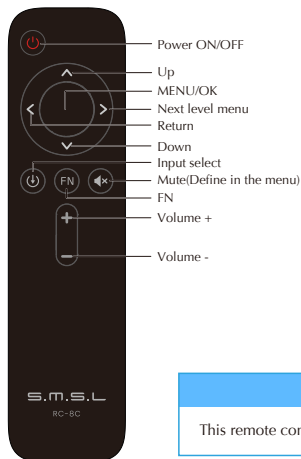 Power ON/OFF
Up
MENU/OK
Next level menu
Return
Down
Input select
Mute(Define in the menu)
FN
FN
Volume +
Volume -
S.M.S.L
RC-8C
This remote con